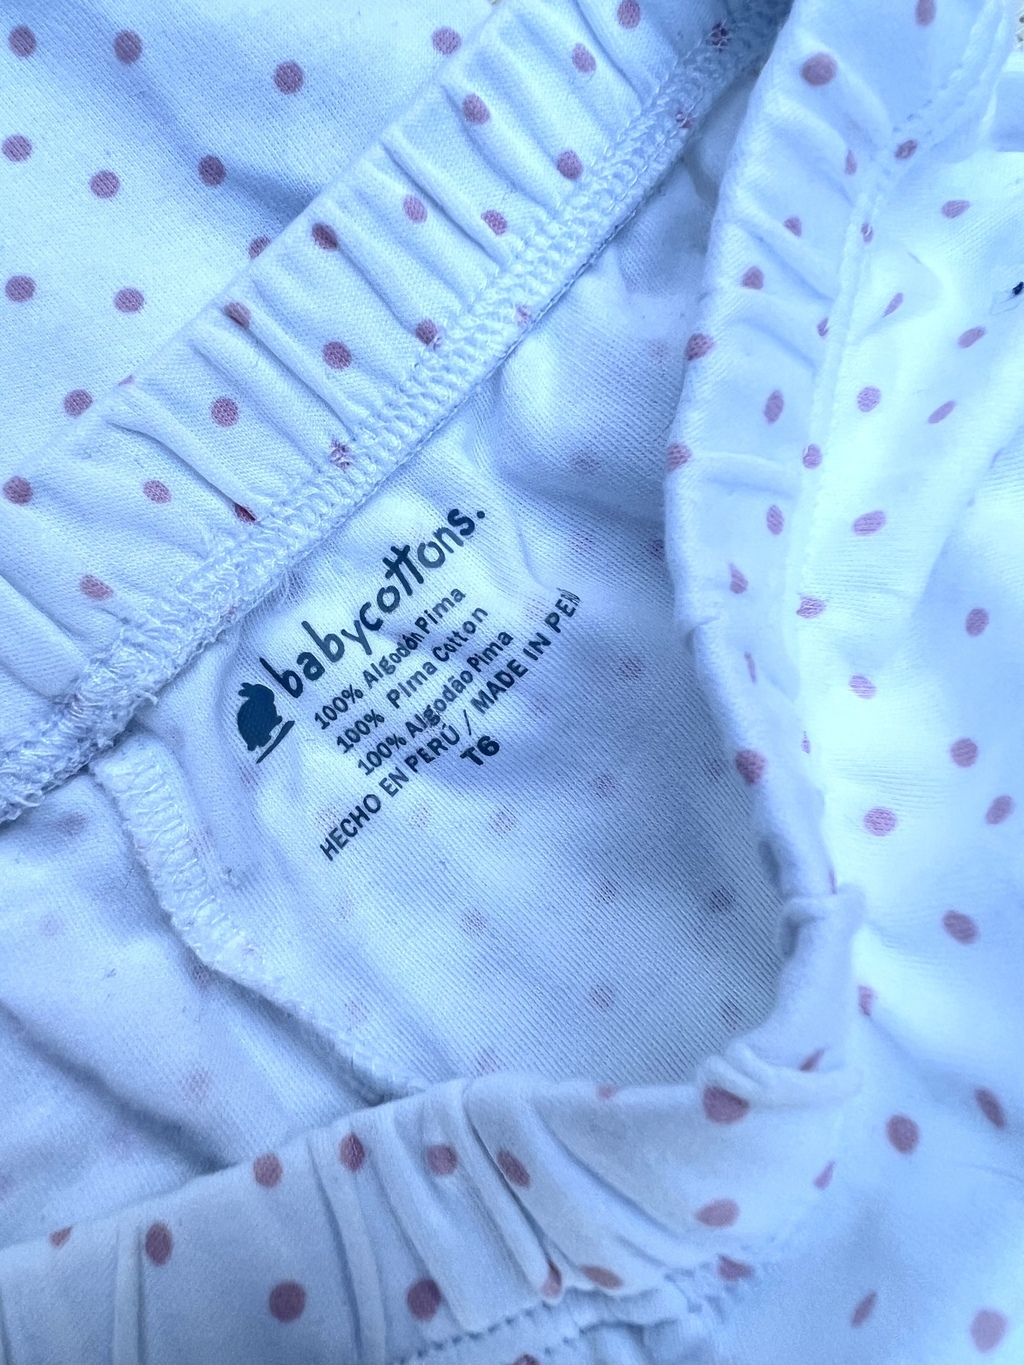 babycottons.
100% Algodón Pima
100% Pima Cotton
100% Algodão Pima
HECHO EN PERÚ / MADE IN
T6